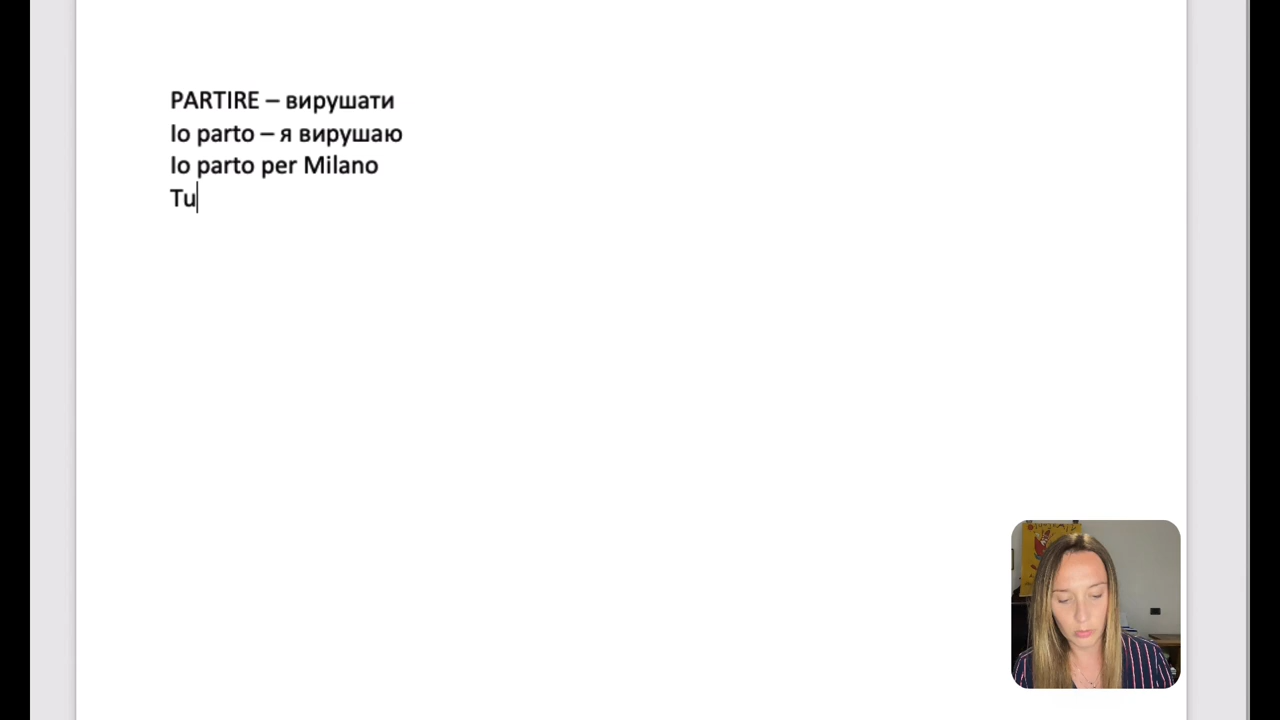 PARTIRE – вирушати
Io parto – я вирушаю
Io parto per Milano
Tu